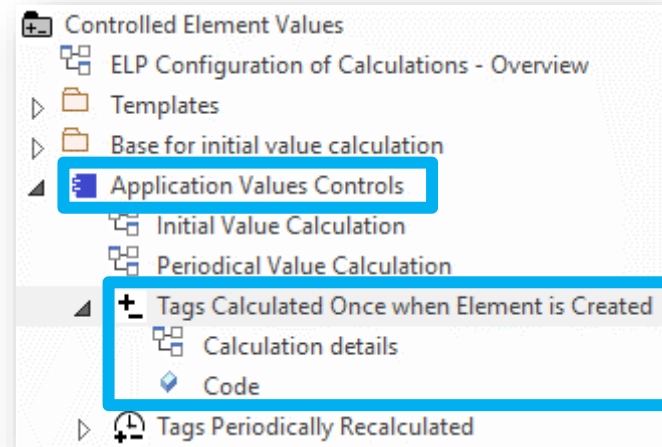 Controlled Element Values
ELP Configuration of Calculations - Overview
Templates
Base for initial value calculation
Application Values Controls
Initial Value Calculation
Periodical Value Calculation
Tags Calculated Once when Element is Created
Calculation details
Code
Tags Periodically Recalculated